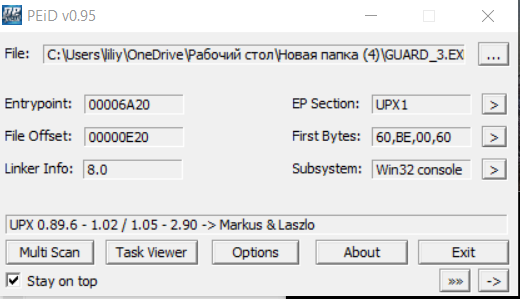 PEiD v0.95
File: C:\Users\liliy\OneDrive\Рабочий стол\Новая папка (4)\GUARD_3.EX ...
Entrypoint: 00006A20 EP Section: UPX1 >
File Offset: 00000E20 First Bytes: 60,BE,00,60 >
Linker Info: 8.0 Subsystem: Win32 console >
UPX 0.89.6 - 1.02 / 1.05 - 2.90 -> Markus & Laszlo
Multi Scan Task Viewer Options About Exit
Stay on top »» ->